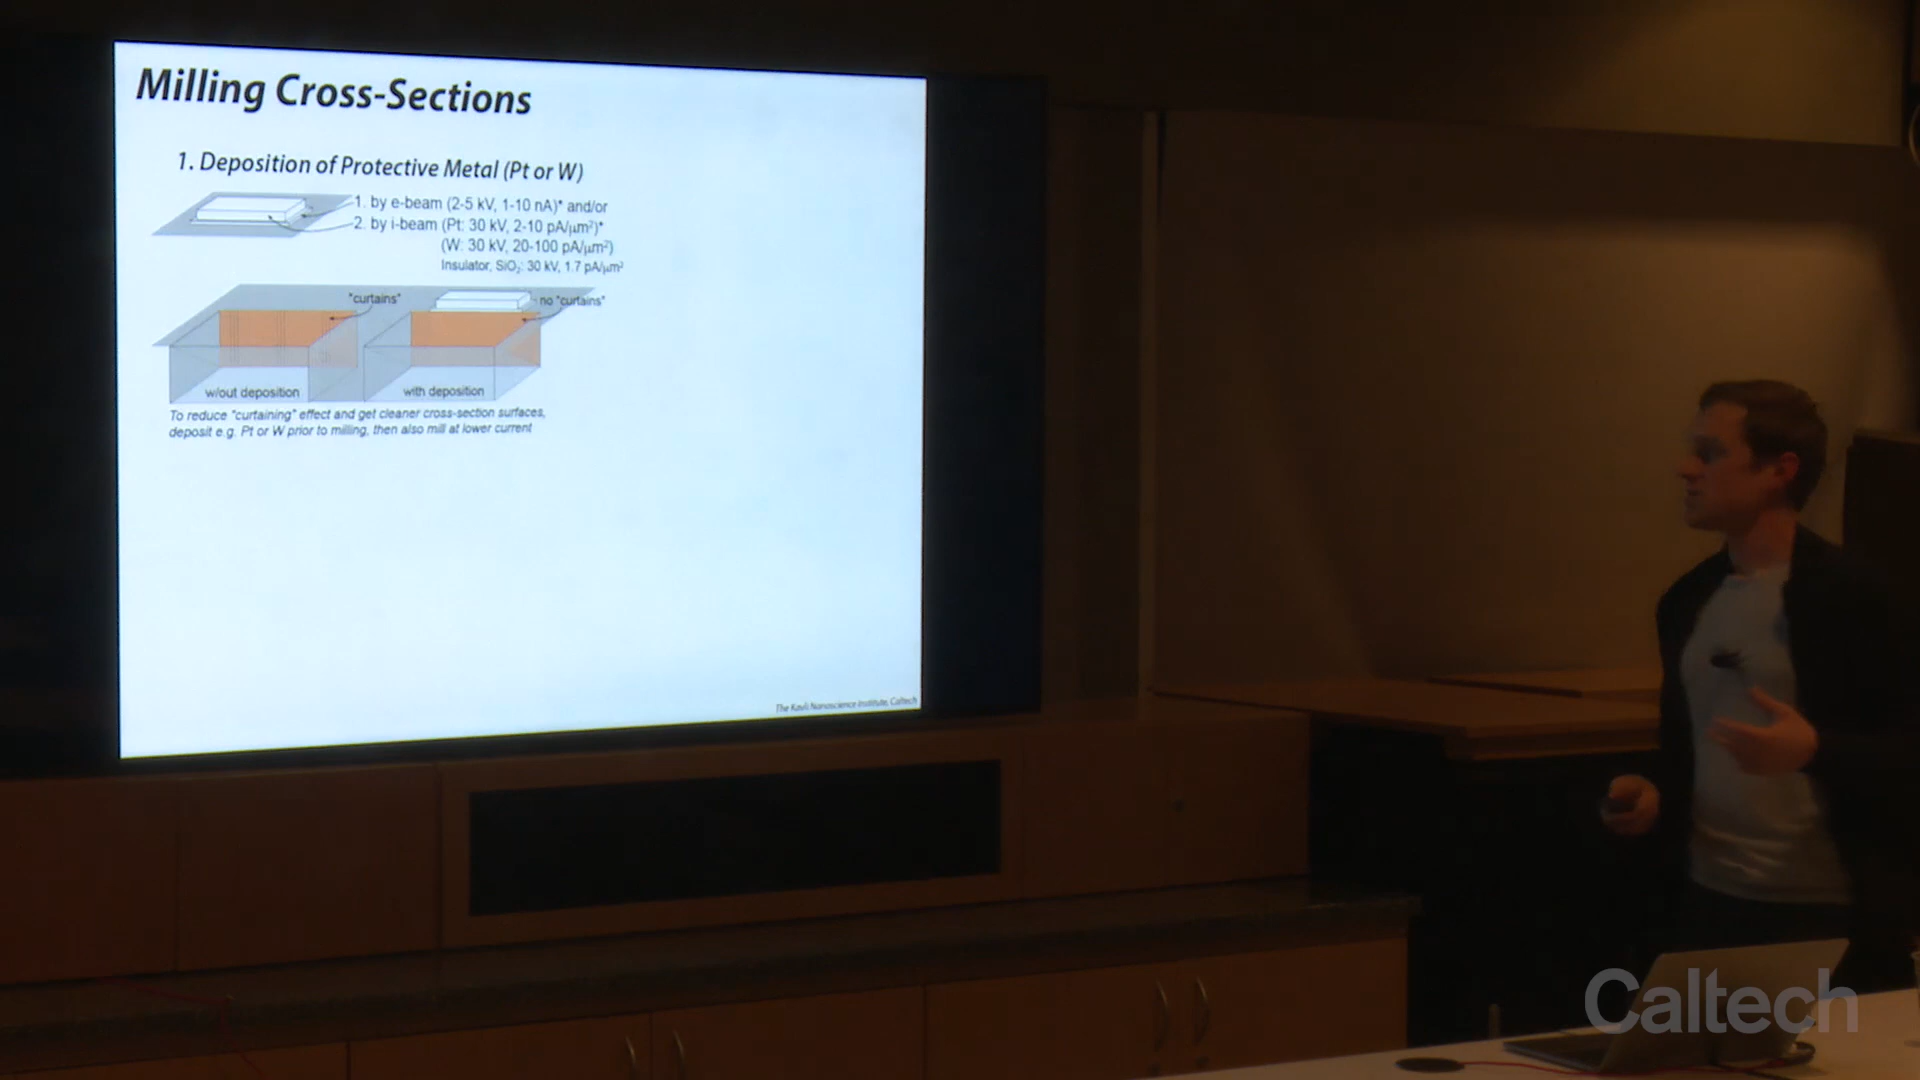 Milling Cross-Sections
1. Deposition of Protective Metal (Pt or W)
1. by e-beam (2-5 kV, 1-10 nA)* and/or
2. by i-beam (Pt: 30 kV, 2-10 pA/μm²)*
(W: 30 kV, 20-100 pA/μm²)
Insulator, SiO₂: 30 kV, 1.7 pA/μm²
"curtains"
no "curtains"
w/out deposition
with deposition
To reduce "curtaining" effect and get cleaner cross-section surfaces,
deposit e.g. Pt or W prior to milling, then also mill at lower current
The Kavli Nanoscience Institute, Caltech
Caltech